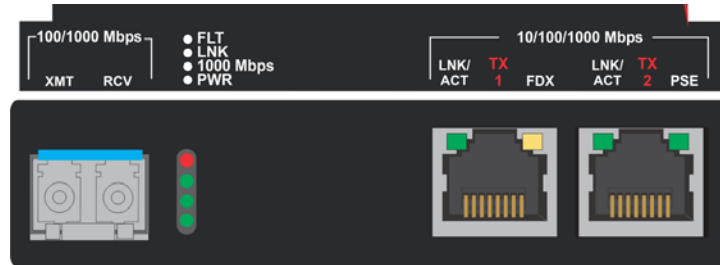 100/1000 Mbps
XMT RCV
FLT
LNK
1000 Mbps
PWR
10/100/1000 Mbps
LNK/ TX LNK/ TX
ACT 1 FDX ACT 2 PSE